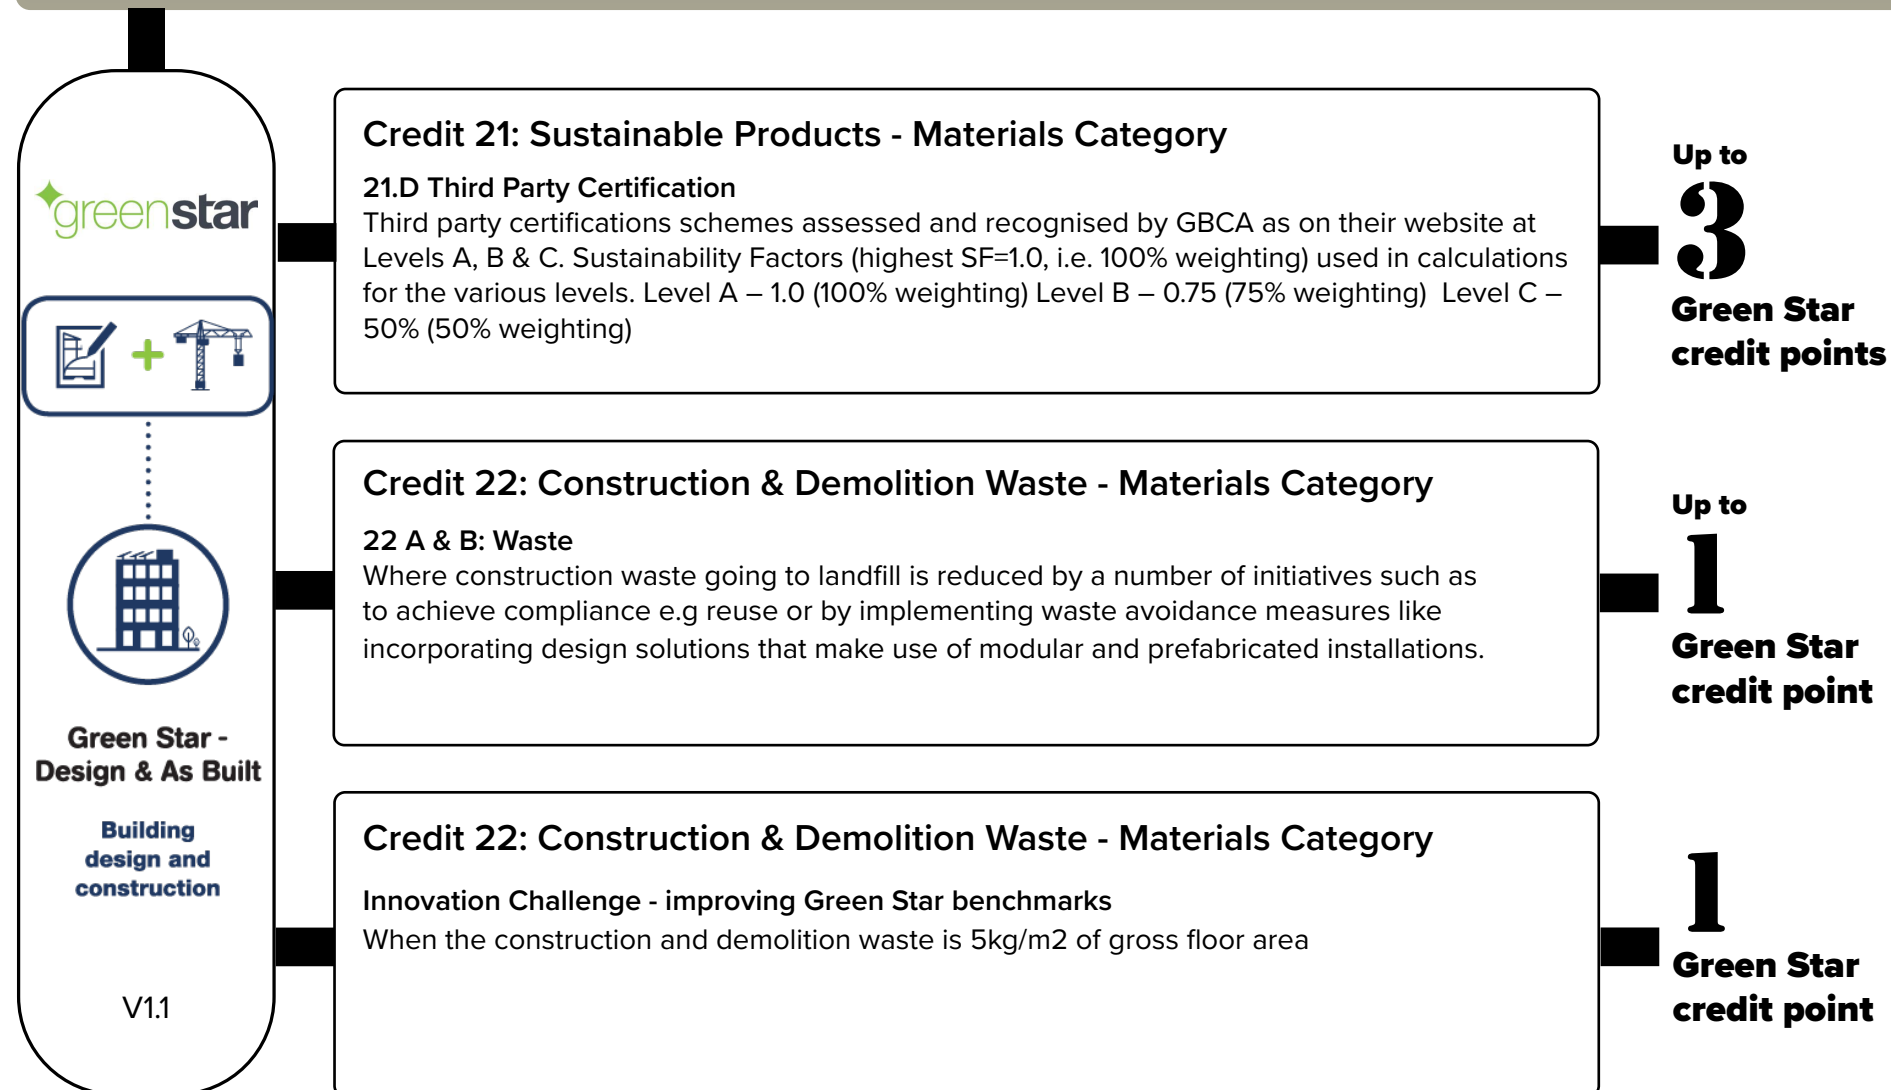 greenstar
Green Star -
Design & As Built
Building
design and
construction
V1.1
Credit 21: Sustainable Products - Materials Category
21.D Third Party Certification
Third party certifications schemes assessed and recognised by GBCA as on their website at
Levels A, B & C. Sustainability Factors (highest SF=1.0, i.e. 100% weighting) used in calculations
for the various levels. Level A – 1.0 (100% weighting) Level B – 0.75 (75% weighting)  Level C –
50% (50% weighting)
Up to
3
Green Star
credit points
Credit 22: Construction & Demolition Waste - Materials Category
22 A & B: Waste
Where construction waste going to landfill is reduced by a number of initiatives such as
to achieve compliance e.g reuse or by implementing waste avoidance measures like
incorporating design solutions that make use of modular and prefabricated installations.
Up to
1
Green Star
credit point
Credit 22: Construction & Demolition Waste - Materials Category
Innovation Challenge - improving Green Star benchmarks
When the construction and demolition waste is 5kg/m2 of gross floor area
1
Green Star
credit point